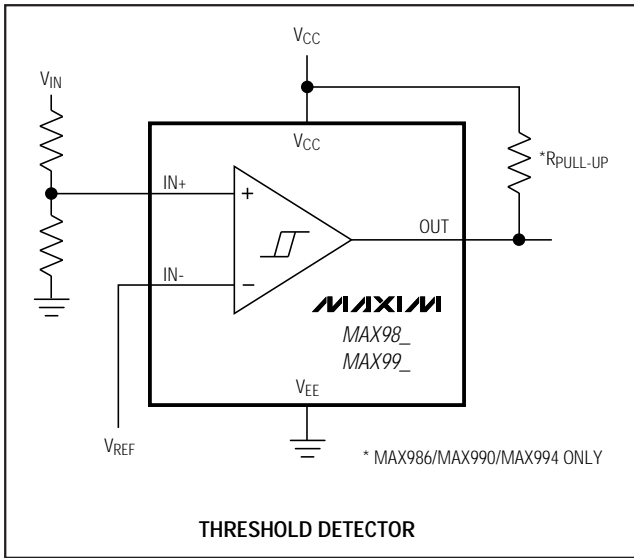 VCC
VIN
VCC
*RPULL-UP
IN+
+
OUT
IN-
−
MAXIM
MAX98_
MAX99_
VEE
VREF
* MAX986/MAX990/MAX994 ONLY
THRESHOLD DETECTOR